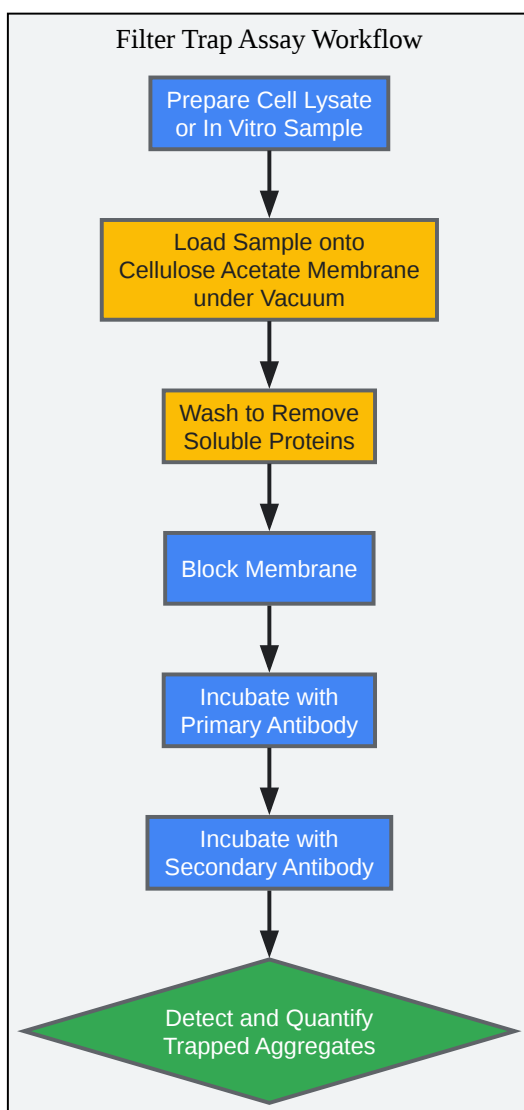 Filter Trap Assay Workflow
Prepare Cell Lysate
or In Vitro Sample
Load Sample onto
Cellulose Acetate Membrane
under Vacuum
Wash to Remove
Soluble Proteins
Block Membrane
Incubate with
Primary Antibody
Incubate with
Secondary Antibody
Detect and Quantify
Trapped Aggregates